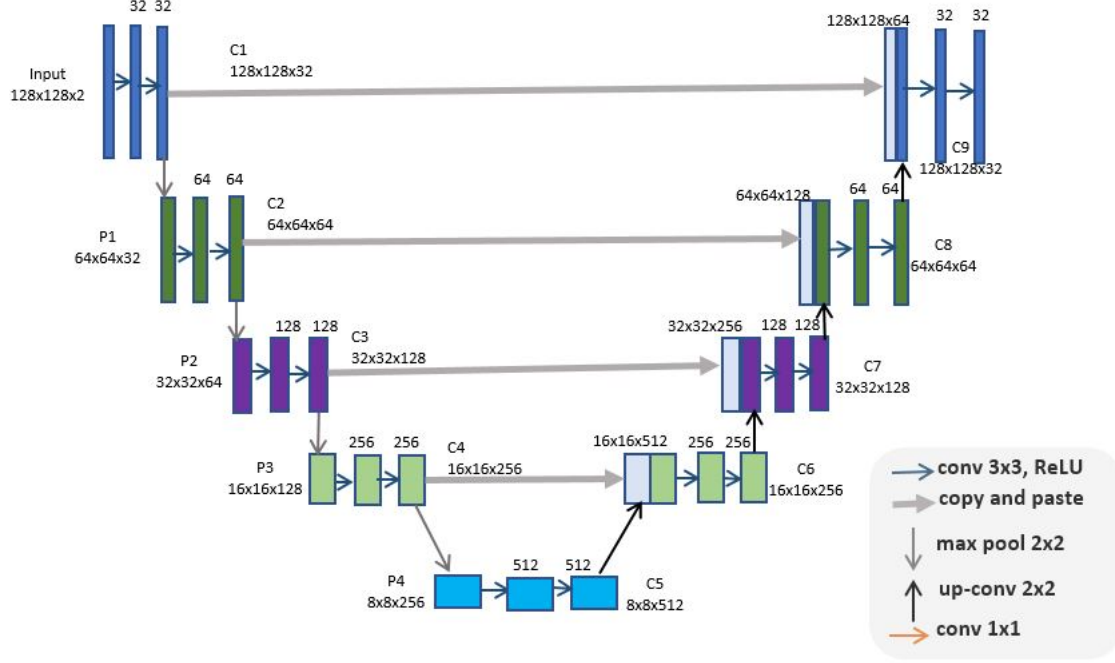 32 32
C1
128x128x32
Input
128x128x2
128x128x64
32 32
C9
128x128x32
64 64
C2
64x64x64
P1
64x64x32
64x64x128
64 64
C8
64x64x64
128 128
C3
32x32x128
P2
32x32x64
32x32x256
128 128
C7
32x32x128
256 256
C4
16x16x256
P3
16x16x128
16x16x512
256 256
C6
16x16x256
512 512
P4
8x8x256
C5
8x8x512
conv 3x3, ReLU
copy and paste
max pool 2x2
up-conv 2x2
conv 1x1